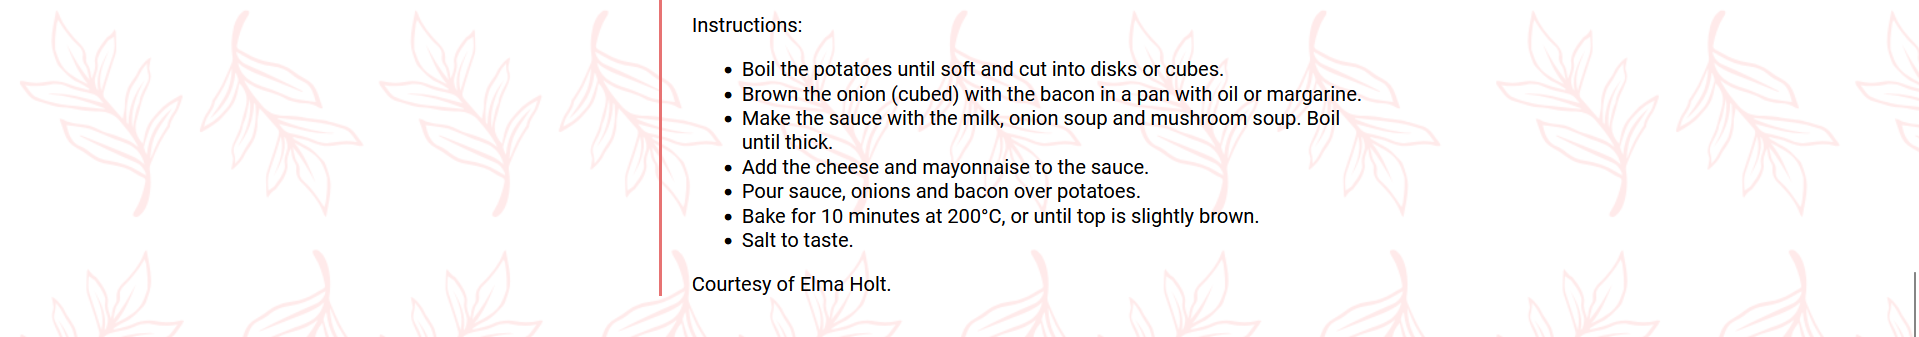 Instructions:
• Boil the potatoes until soft and cut into disks or cubes.
• Brown the onion (cubed) with the bacon in a pan with oil or margarine.
• Make the sauce with the milk, onion soup and mushroom soup. Boil
until thick.
• Add the cheese and mayonnaise to the sauce.
• Pour sauce, onions and bacon over potatoes.
• Bake for 10 minutes at 200°C, or until top is slightly brown.
• Salt to taste.
Courtesy of Elma Holt.